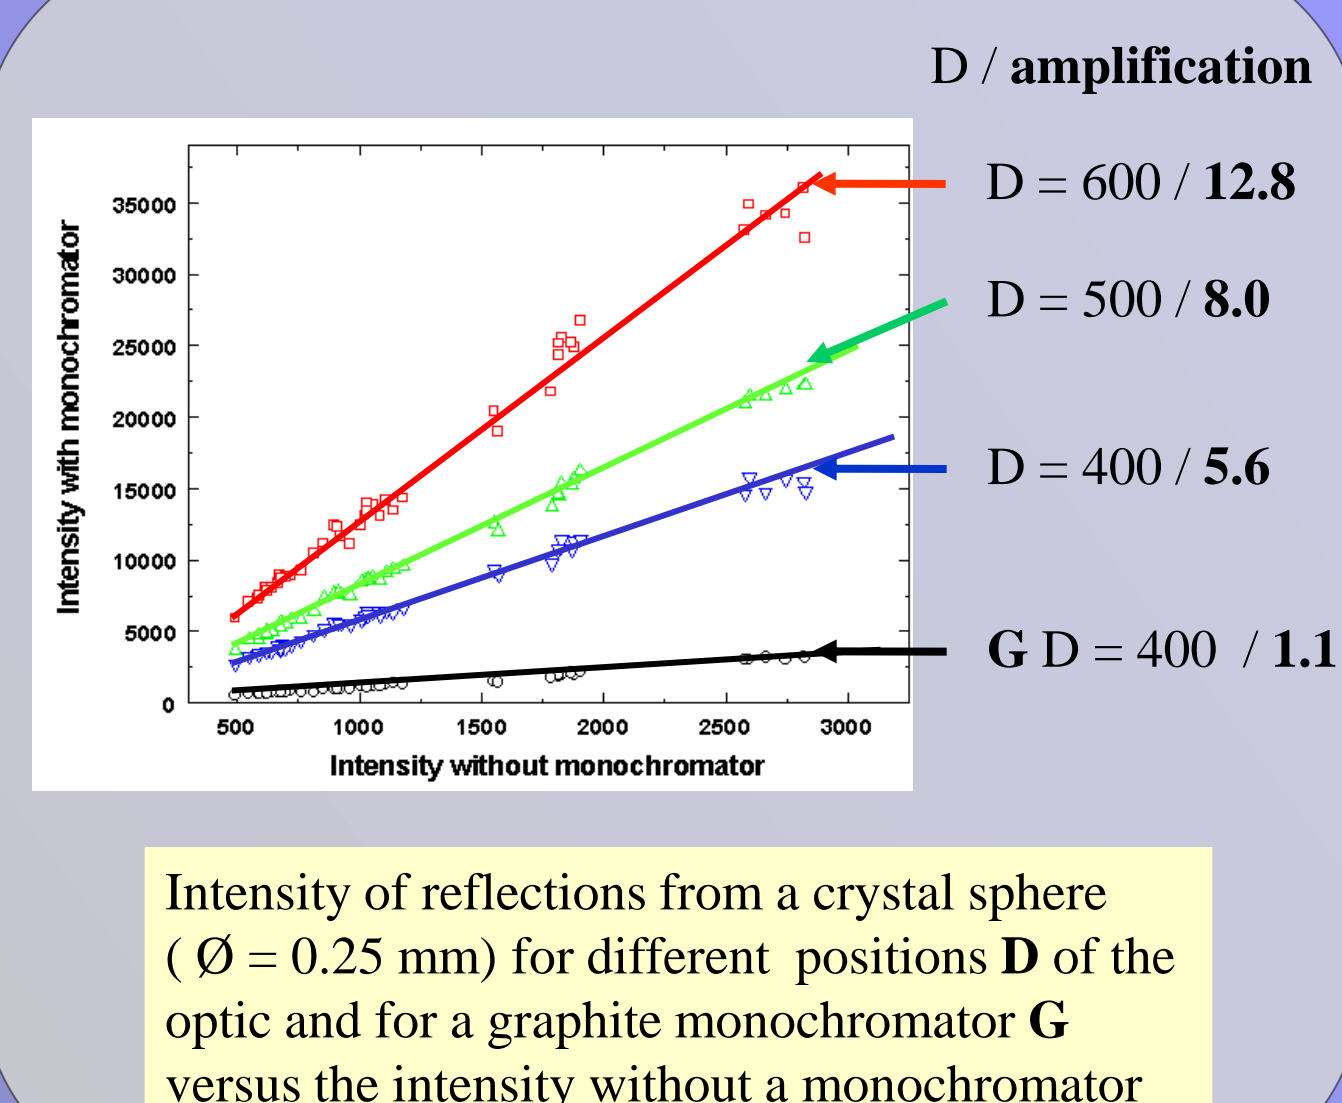 D / amplification
D = 600 / 12.8
D = 500 / 8.0
D = 400 / 5.6
G D = 400 / 1.1
Intensity with monochromator
35000
30000
25000
20000
15000
10000
5000
0
500 1000 1500 2000 2500 3000
Intensity without monochromator
Intensity of reflections from a crystal sphere
( Ø = 0.25 mm) for different positions D of the
optic and for a graphite monochromator G
versus the intensity without a monochromator